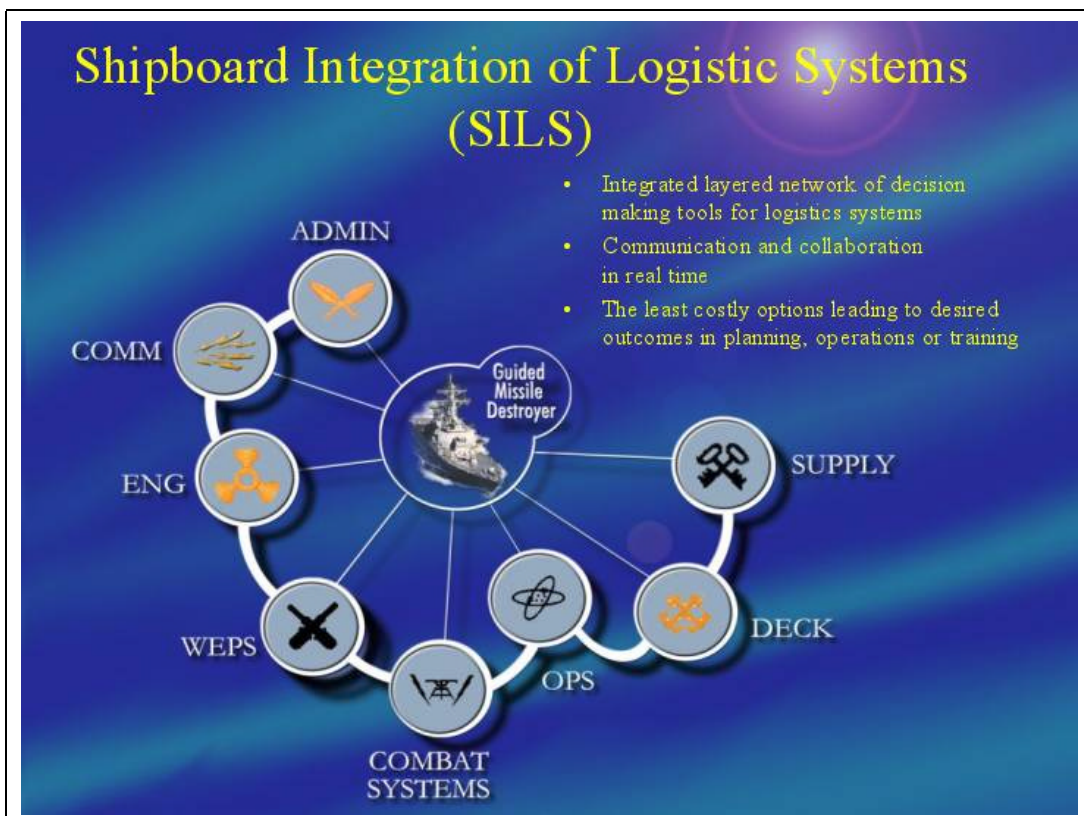 Shipboard Integration of Logistic Systems
(SILS)
• Integrated layered network of decision
making tools for logistics systems
• Communication and collaboration
in real time
• The least costly options leading to desired
outcomes in planning, operations or training
ADMIN
COMM
Guided
Missile
Destroyer
ENG
SUPPLY
WEPS
DECK
OPS
COMBAT
SYSTEMS